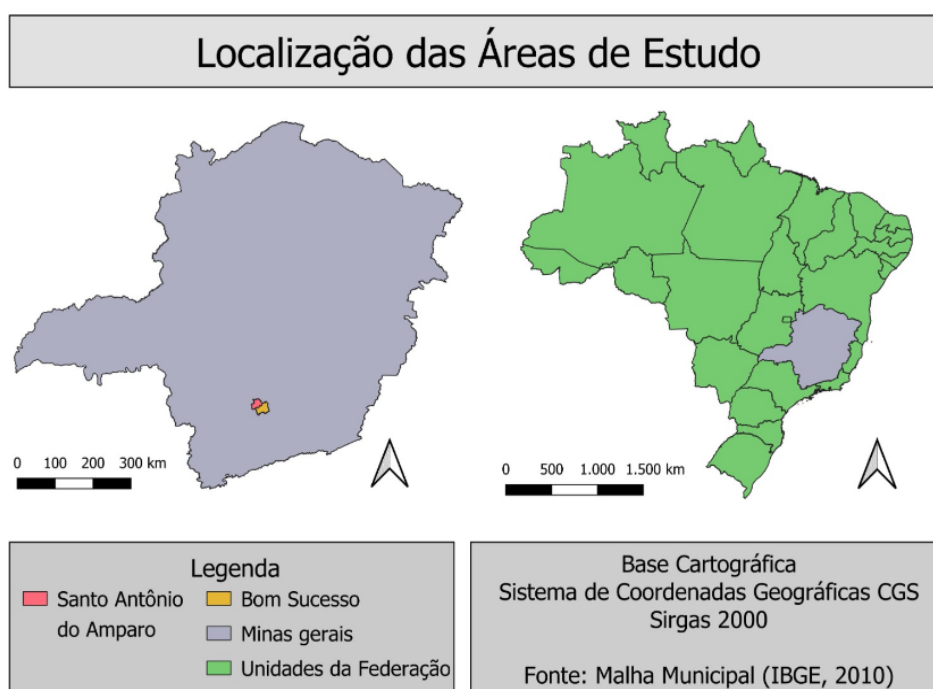 Localização das Áreas de Estudo
0 100 200 300 km
0 500 1.000 1.500 km
Legenda
Santo Antônio
do Amparo
Bom Sucesso
Minas gerais
Unidades da Federação
Base Cartográfica
Sistema de Coordenadas Geográficas CGS
Sirgas 2000
Fonte: Malha Municipal (IBGE, 2010)